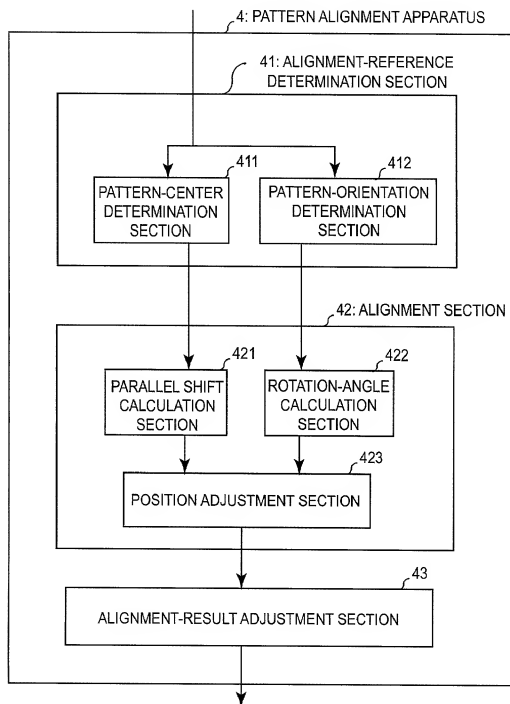 4: PATTERN ALIGNMENT APPARATUS
41: ALIGNMENT-REFERENCE
DETERMINATION SECTION
411
PATTERN-CENTER
DETERMINATION
SECTION
412
PATTERN-ORIENTATION
DETERMINATION
SECTION
42: ALIGNMENT SECTION
421
PARALLEL SHIFT
CALCULATION
SECTION
422
ROTATION-ANGLE
CALCULATION
SECTION
423
POSITION ADJUSTMENT SECTION
43
ALIGNMENT-RESULT ADJUSTMENT SECTION